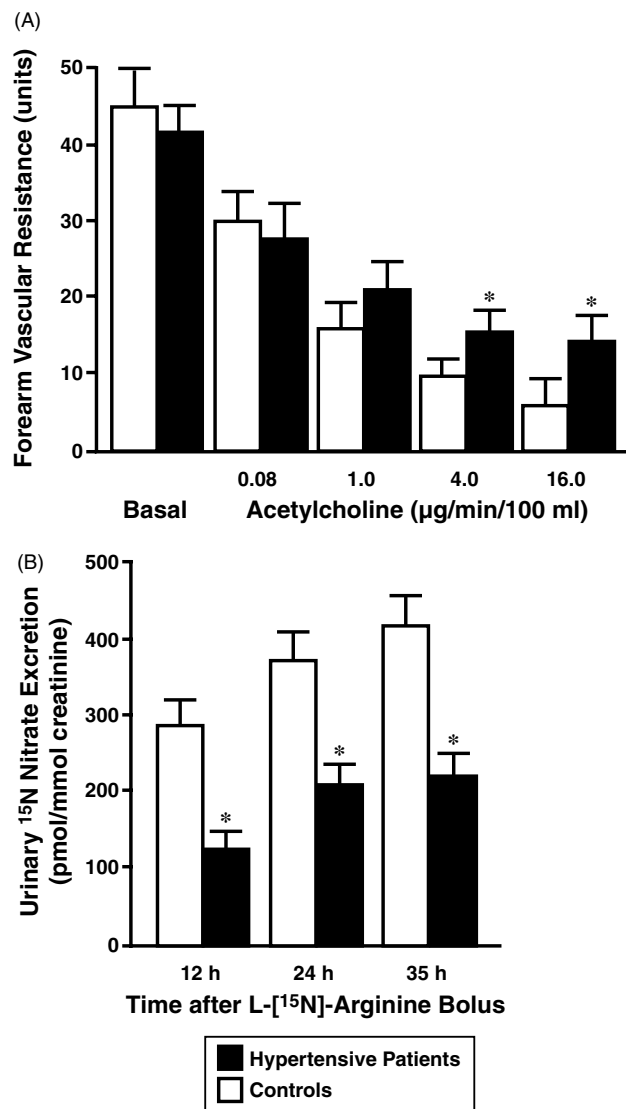 (A)
Forearm Vascular Resistance (units)
50
40
30
20
10
0
* *
0.08 1.0 4.0 16.0
Basal Acetylcholine (µg/min/100 ml)
(B)
Urinary ¹⁵N Nitrate Excretion
(pmol/mmol creatinine)
500
400
300
200
100
0
* * *
12 h 24 h 35 h
Time after L-[¹⁵N]-Arginine Bolus
Hypertensive Patients
Controls